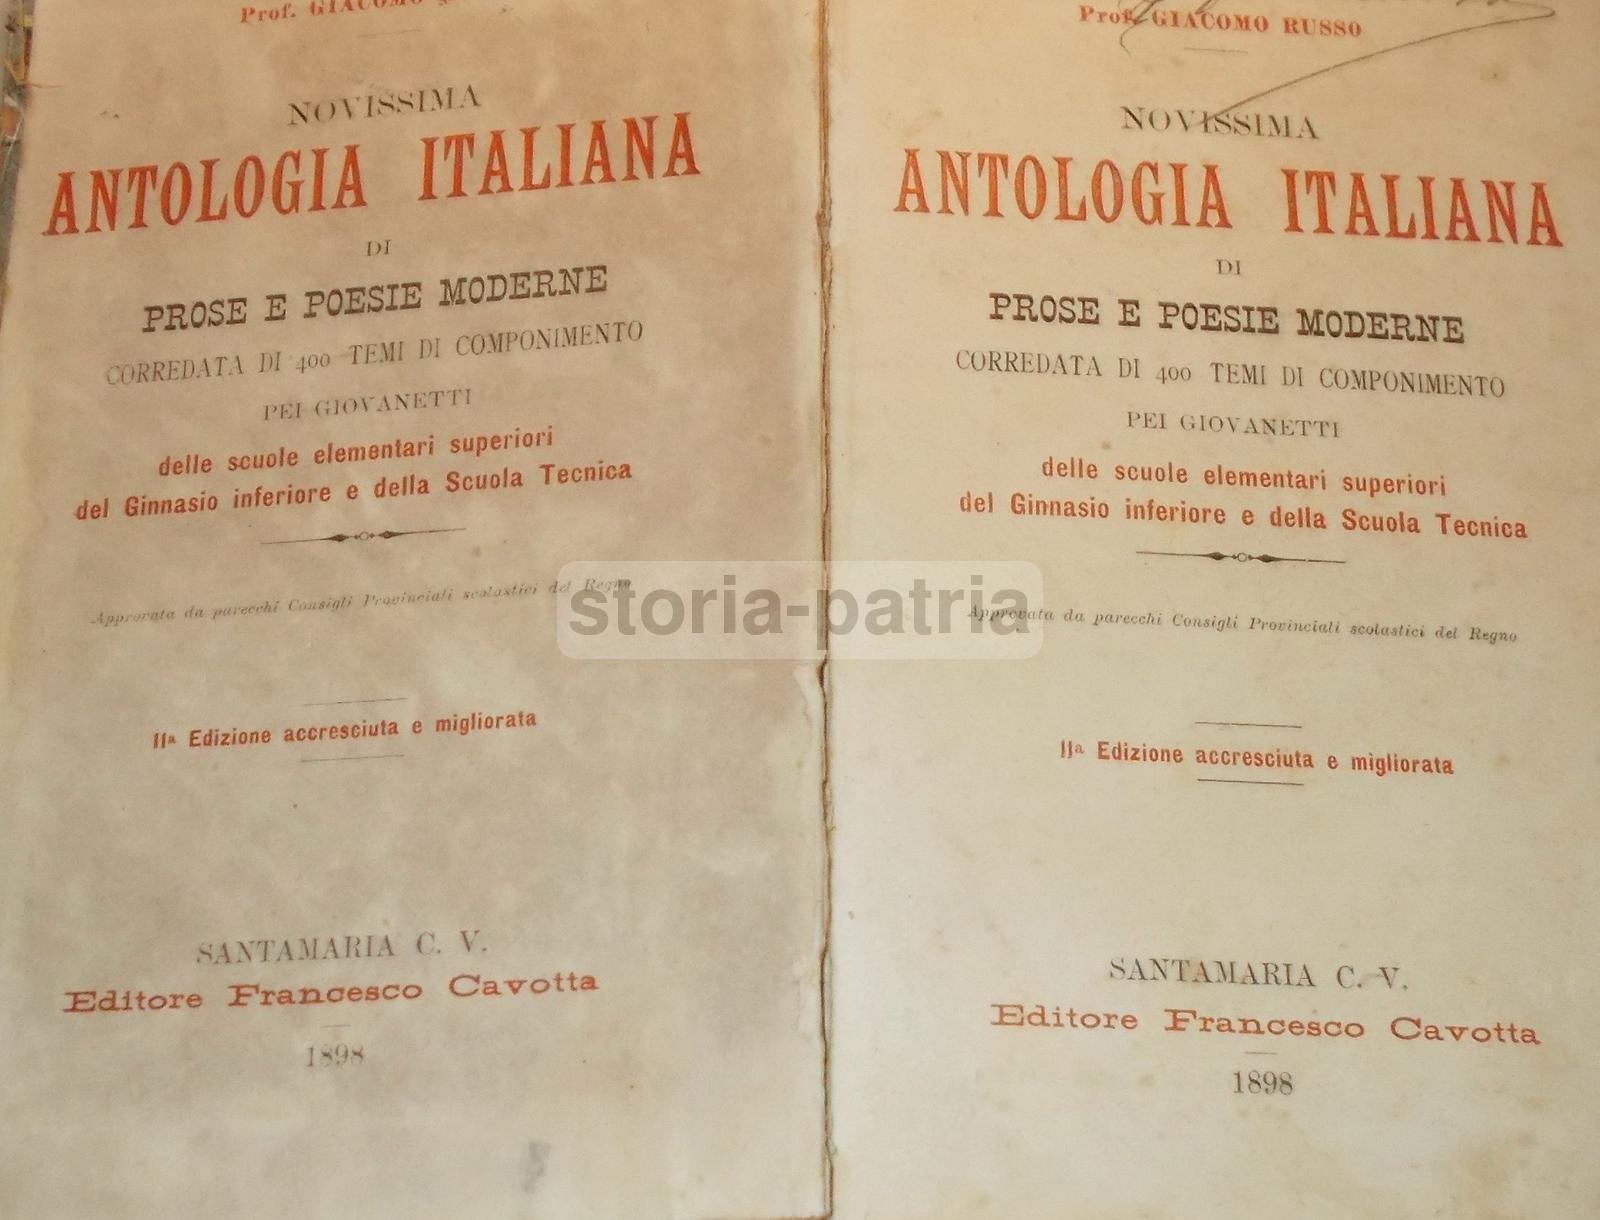 Prof. GIACOMO
NOVISSIMA
ANTOLOGIA ITALIANA
DI
PROSE E POESIE MODERNE
CORREDATA DI 400 TEMI DI COMPONIMENTO
PEI GIOVANETTI
delle scuole elementari superiori
del Ginnasio inferiore e della Scuola Tecnica
Approvata da parecchi Consigli Provinciali scolastici del Regno
IIª Edizione accresciuta e migliorata
SANTAMARIA C. V.
Editore Francesco Cavotta
1898
Prof. GIACOMO RUSSO
NOVISSIMA
ANTOLOGIA ITALIANA
DI
PROSE E POESIE MODERNE
CORREDATA DI 400 TEMI DI COMPONIMENTO
PEI GIOVANETTI
delle scuole elementari superiori
del Ginnasio inferiore e della Scuola Tecnica
Approvata da parecchi Consigli Provinciali scolastici del Regno
IIª Edizione accresciuta e migliorata
SANTAMARIA C. V.
Editore Francesco Cavotta
1898
storia-patria